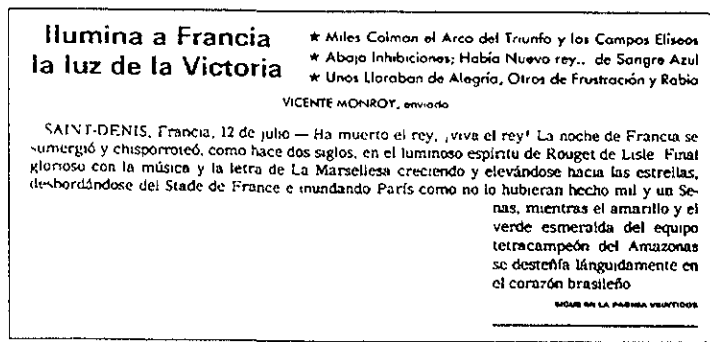 Ilumina a Francia
la luz de la Victoria
★ Miles Colman el Arco del Triunfo y los Campos Elíseos
★ Abajo Inhibiciones; Había Nuevo rey.. de Sangre Azul
★ Unos Lloraban de Alegría, Otros de Frustración y Rabia
VICENTE MONROY, enviado
SAINT-DENIS, Francia, 12 de julio — Ha muerto el rey, ¡viva el rey! La noche de Francia se
sumergió y chisporroteó, como hace dos siglos, en el luminoso espíritu de Rouget de Lisle Final
glorioso con la música y la letra de La Marsellesa creciendo y elevándose hacia las estrellas,
desbordándose del Stade de France e inundando París como no lo hubieran hecho mil y un Se-
nas, mientras el amarillo y el
verde esmeralda del equipo
tetracampeón del Amazonas
se desteñía lánguidamente en
el corazón brasileño
SIGUE EN LA PAGINA VEINTIDOS